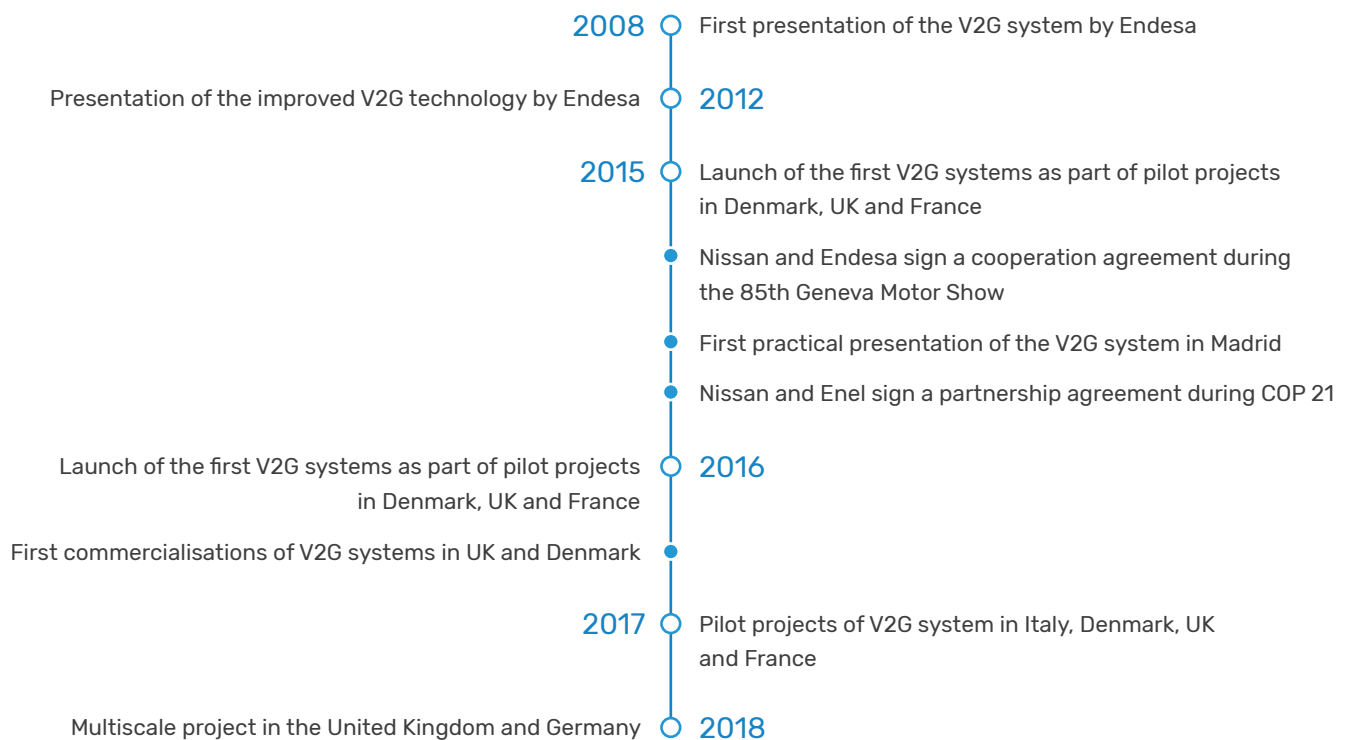 2008 First presentation of the V2G system by Endesa
Presentation of the improved V2G technology by Endesa 2012
2015 Launch of the first V2G systems as part of pilot projects
in Denmark, UK and France
Nissan and Endesa sign a cooperation agreement during
the 85th Geneva Motor Show
First practical presentation of the V2G system in Madrid
Nissan and Enel sign a partnership agreement during COP 21
Launch of the first V2G systems as part of pilot projects 2016
in Denmark, UK and France
First commercialisations of V2G systems in UK and Denmark
2017 Pilot projects of V2G system in Italy, Denmark, UK
and France
Multiscale project in the United Kingdom and Germany 2018